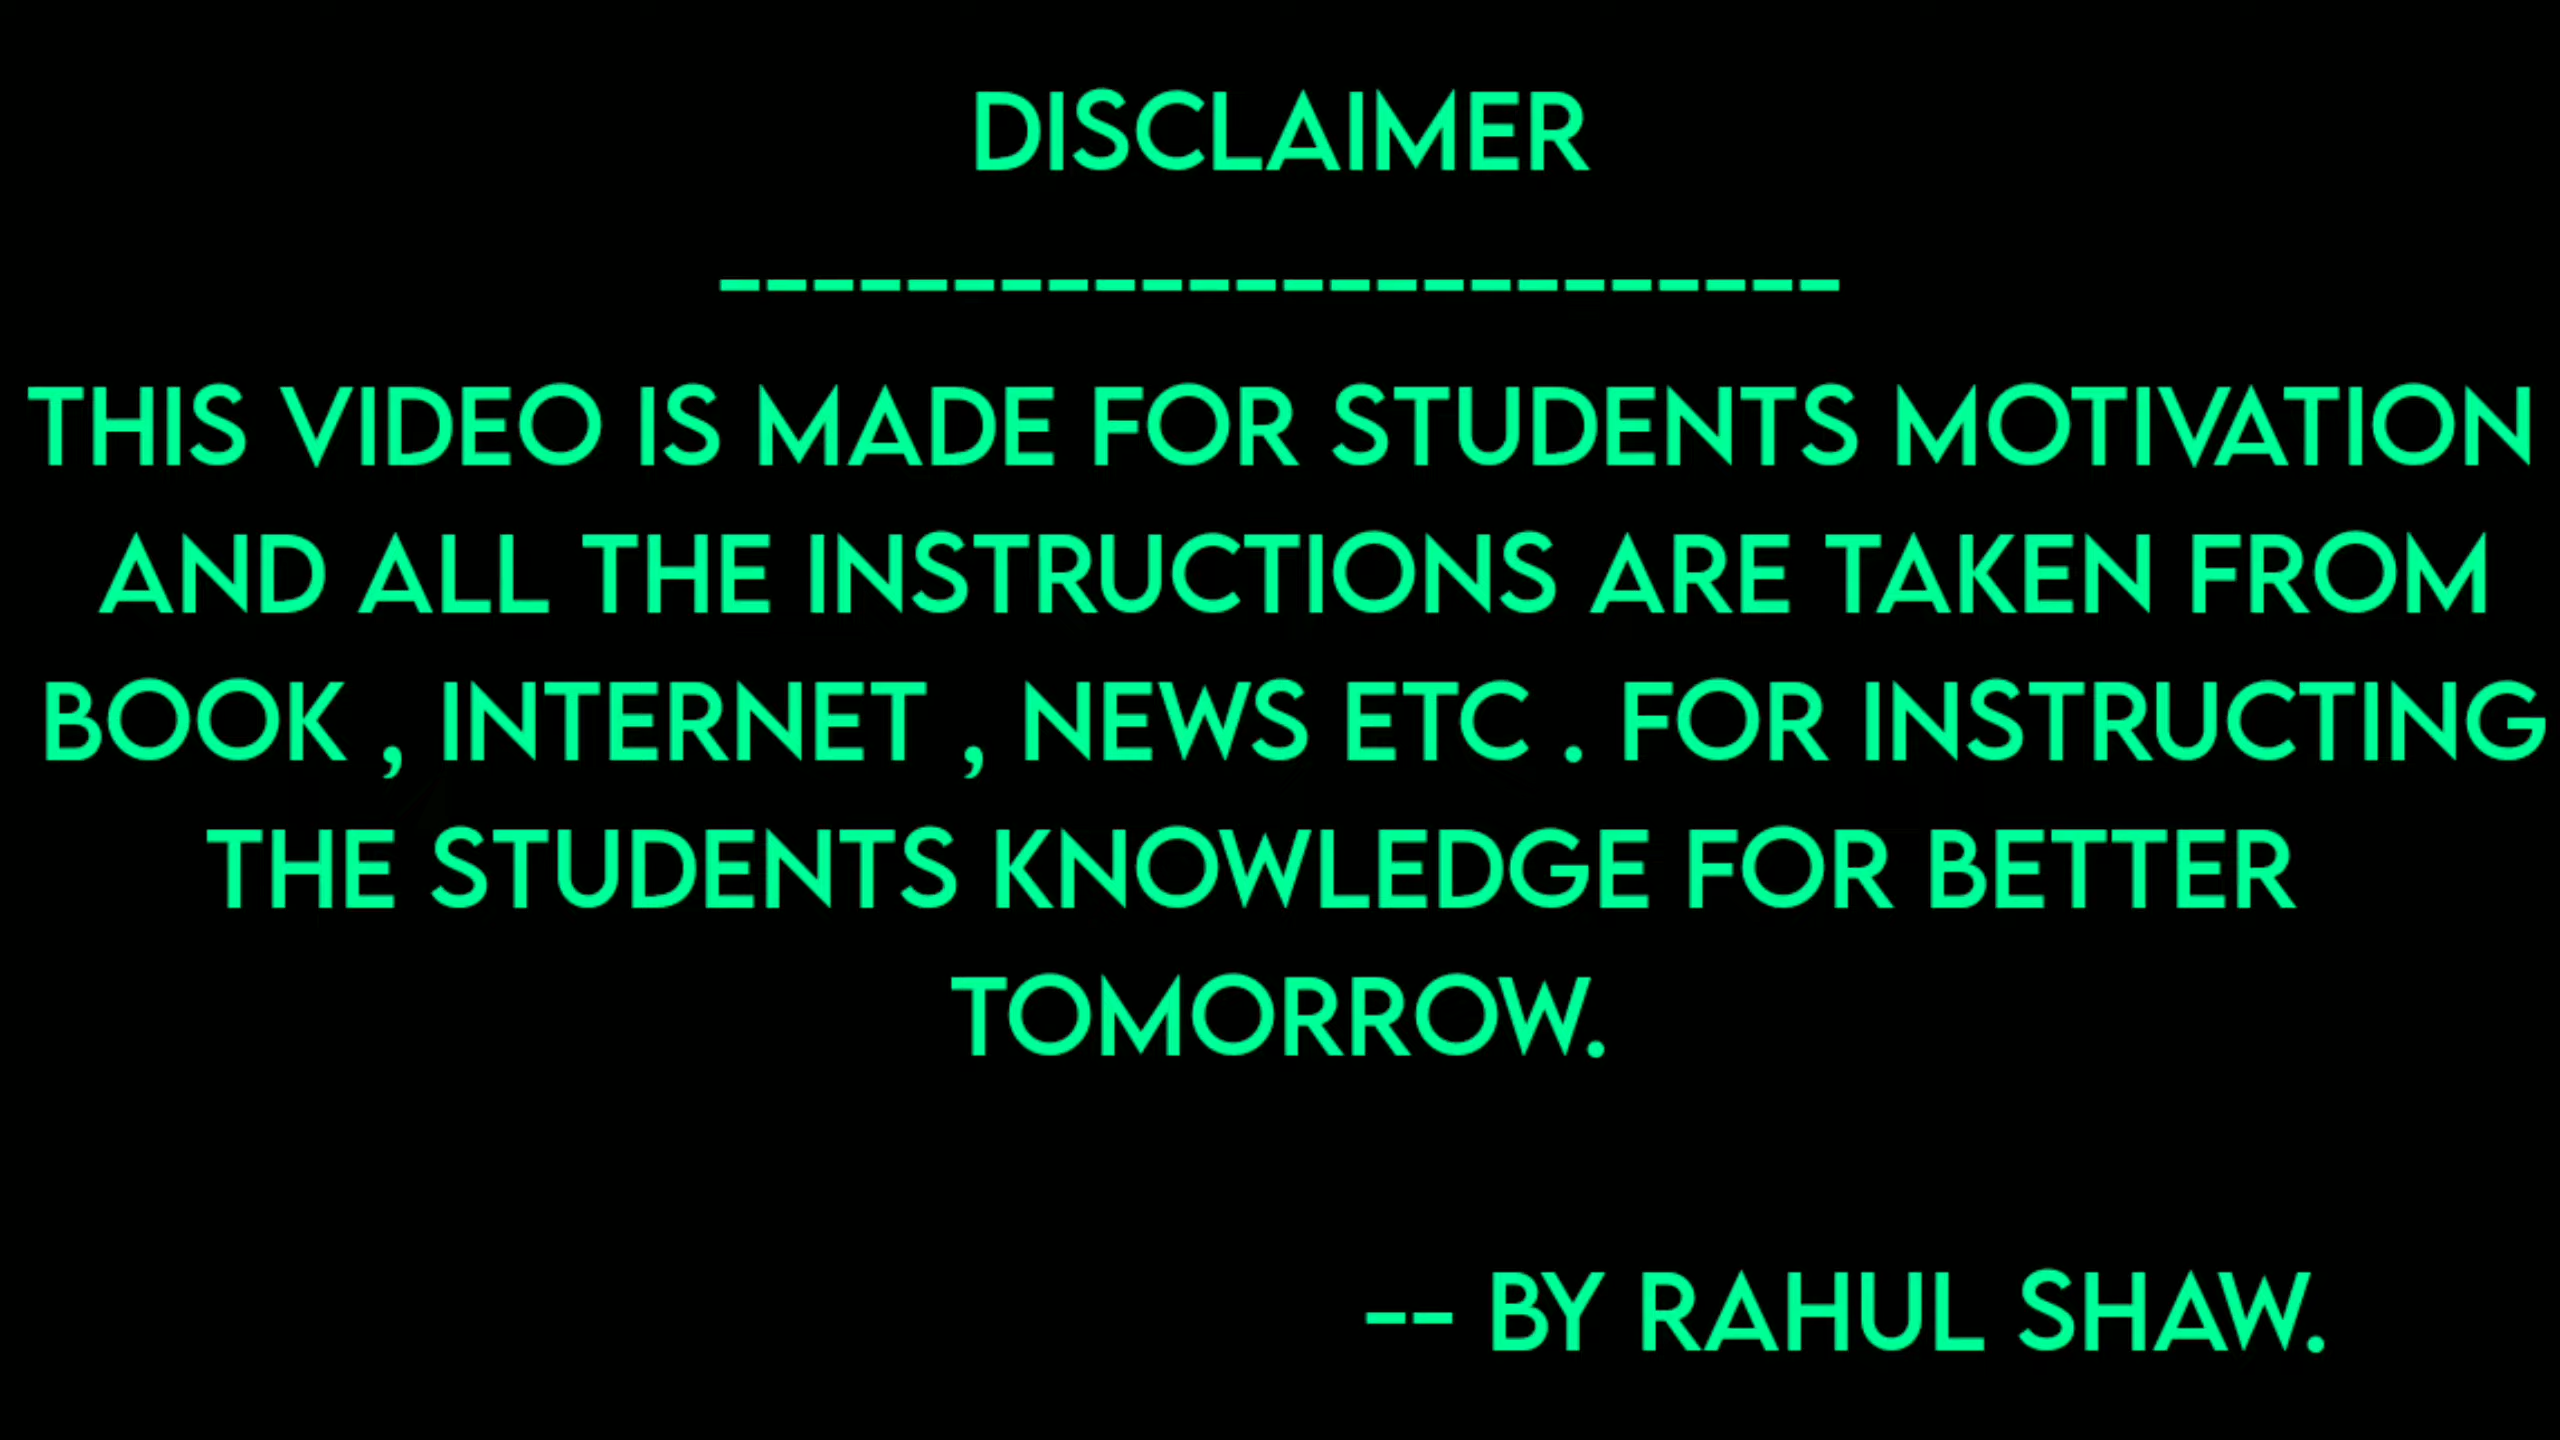 DISCLAIMER
------------------------
THIS VIDEO IS MADE FOR STUDENTS MOTIVATION
AND ALL THE INSTRUCTIONS ARE TAKEN FROM
BOOK , INTERNET , NEWS ETC . FOR INSTRUCTING
THE STUDENTS KNOWLEDGE FOR BETTER
TOMORROW.
-- BY RAHUL SHAW.